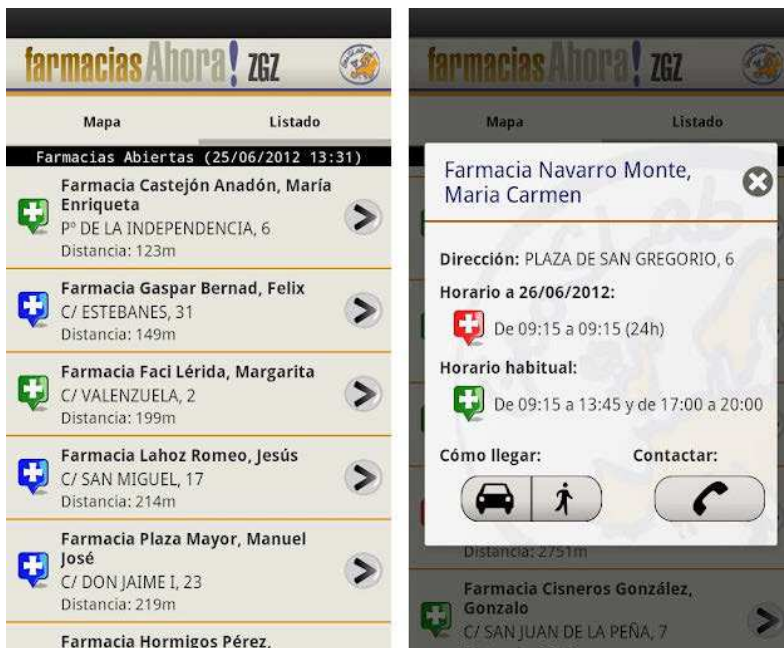 farmacias Ahora! ZGZ
Mapa Listado
Farmacias Abiertas (25/06/2012 13:31)
Farmacia Castejón Anadón, María
Enriqueta
Pº DE LA INDEPENDENCIA, 6
Distancia: 123m
Farmacia Gaspar Bernad, Felix
C/ ESTEBANES, 31
Distancia: 149m
Farmacia Faci Lérida, Margarita
C/ VALENZUELA, 2
Distancia: 199m
Farmacia Lahoz Romeo, Jesús
C/ SAN MIGUEL, 17
Distancia: 214m
Farmacia Plaza Mayor, Manuel
José
C/ DON JAIME I, 23
Distancia: 219m
Farmacia Hormigos Pérez,
farmacias Ahora! ZGZ
Mapa Listado
Farmacia Navarro Monte,
Maria Carmen
Dirección: PLAZA DE SAN GREGORIO, 6
Horario a 26/06/2012:
De 09:15 a 09:15 (24h)
Horario habitual:
De 09:15 a 13:45 y de 17:00 a 20:00
Cómo llegar: Contactar:
Distancia: 2751m
Farmacia Cisneros González,
Gonzalo
C/ SAN JUAN DE LA PEÑA, 7